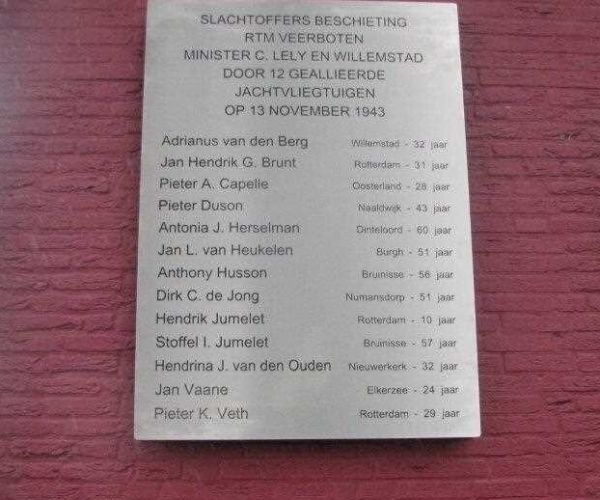 SLACHTOFFERS BESCHIETING
RTM VEERBOTEN
MINISTER C. LELY EN WILLEMSTAD
DOOR 12 GEALLIEERDE
JACHTVLIEGTUIGEN
OP 13 NOVEMBER 1943
Adrianus van den Berg Willemstad - 32 jaar
Jan Hendrik G. Brunt Rotterdam - 31 jaar
Pieter A. Capelle Oosterland - 28 jaar
Pieter Duson Naaldwijk - 43 jaar
Antonia J. Herselman Dinteloord - 60 jaar
Jan L. van Heukelen Burgh - 51 jaar
Anthony Husson Bruinisse - 56 jaar
Dirk C. de Jong Numansdorp - 51 jaar
Hendrik Jumelet Rotterdam - 10 jaar
Stoffel I. Jumelet Bruinisse - 57 jaar
Hendrina J. van den Ouden Nieuwerkerk - 32 jaar
Jan Vaane Elkerzee - 24 jaar
Pieter K. Veth Rotterdam - 29 jaar